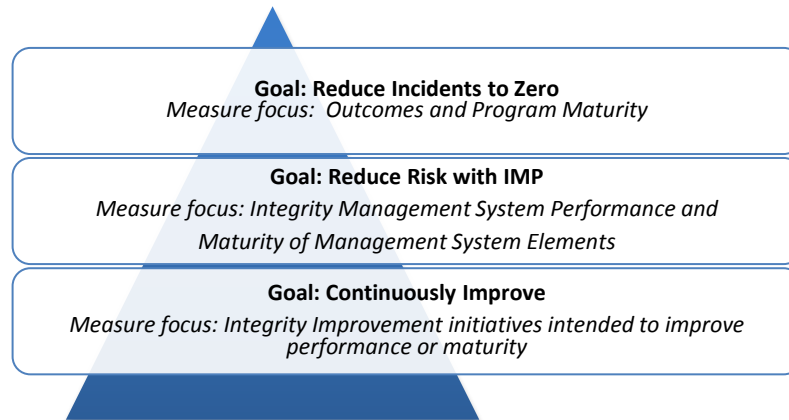 Goal: Reduce Incidents to Zero
Measure focus:  Outcomes and Program Maturity
Goal: Reduce Risk with IMP
Measure focus: Integrity Management System Performance and
Maturity of Management System Elements
Goal: Continuously Improve
Measure focus: Integrity Improvement initiatives intended to improve
performance or maturity